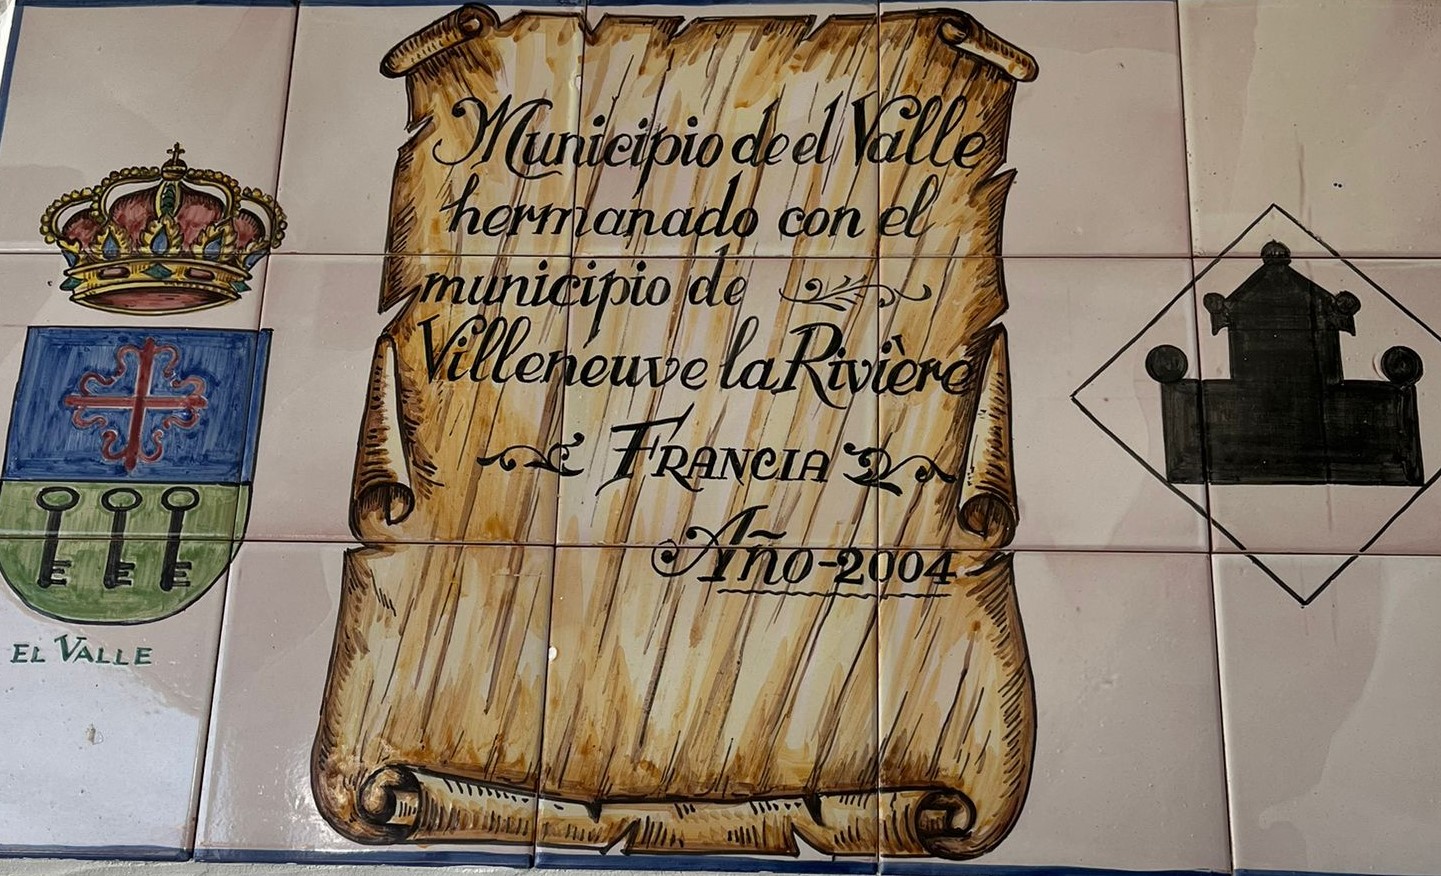 Municipio de el Valle
hermanado con el
municipio de
Villeneuve la Rivière
FRANCIA
Año-2004
EL VALLE